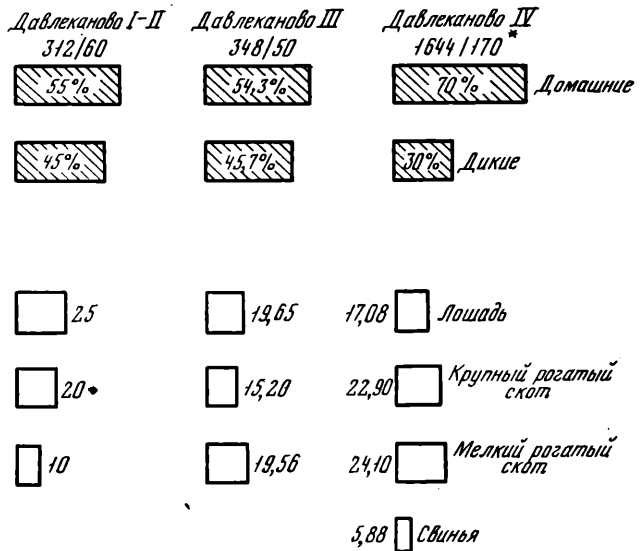 Давлеканово I-II Давлеканово III Давлеканово IV
312/60 348/50 1644/170*
55% 54,3% 70% Домашние
45% 45,7% 30% Дикие
25 19,65 17,08 Лошадь
20 15,20 22,90 Крупный рогатый
скот
10 19,56 24,10 Мелкий рогатый
скот
5,88 Свинья